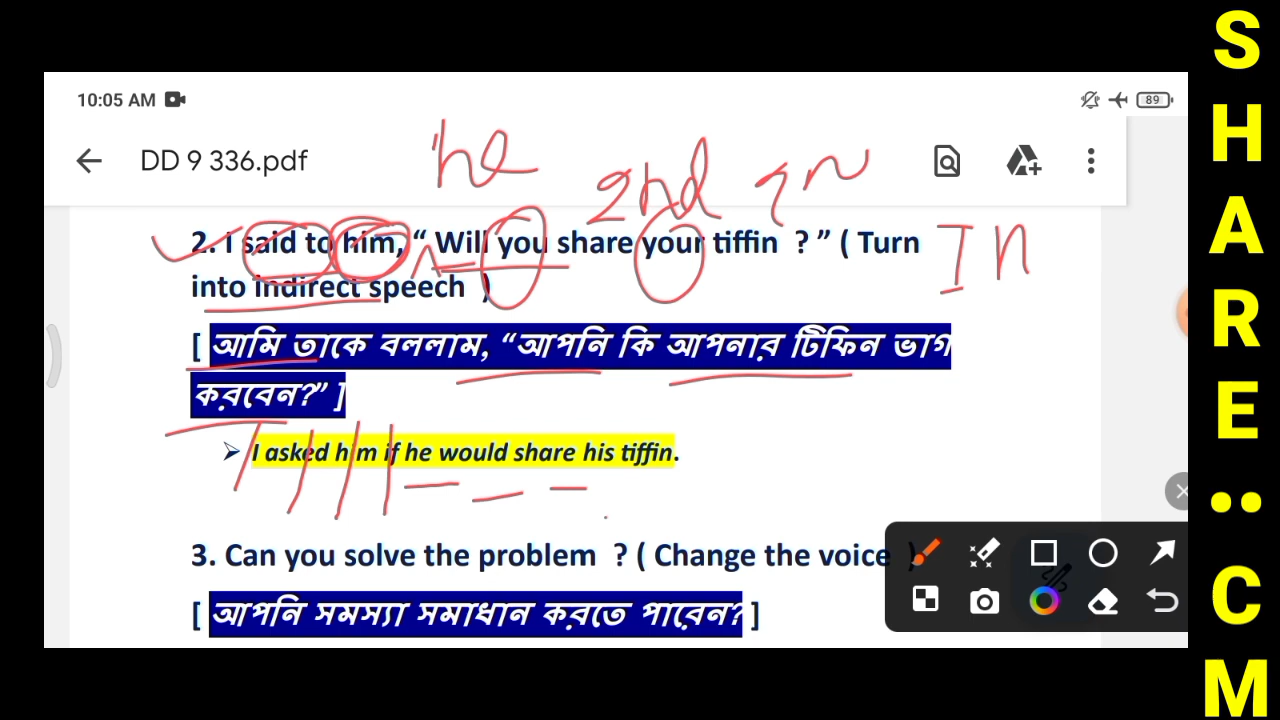 10:05 AM
89
DD 9 336.pdf
he 2nd
In
2. I said to him, “ Will you share your tiffin ? ” ( Turn
into indirect speech )
[ আমি তাকে বললাম, “আপনি কি আপনার টিফিন ভাগ
করবেন?” ]
➢ I asked him if he would share his tiffin.
3. Can you solve the problem ? ( Change the voice )
[ আপনি সমস্যা সমাধান করতে পারেন? ]
SHARE..CM